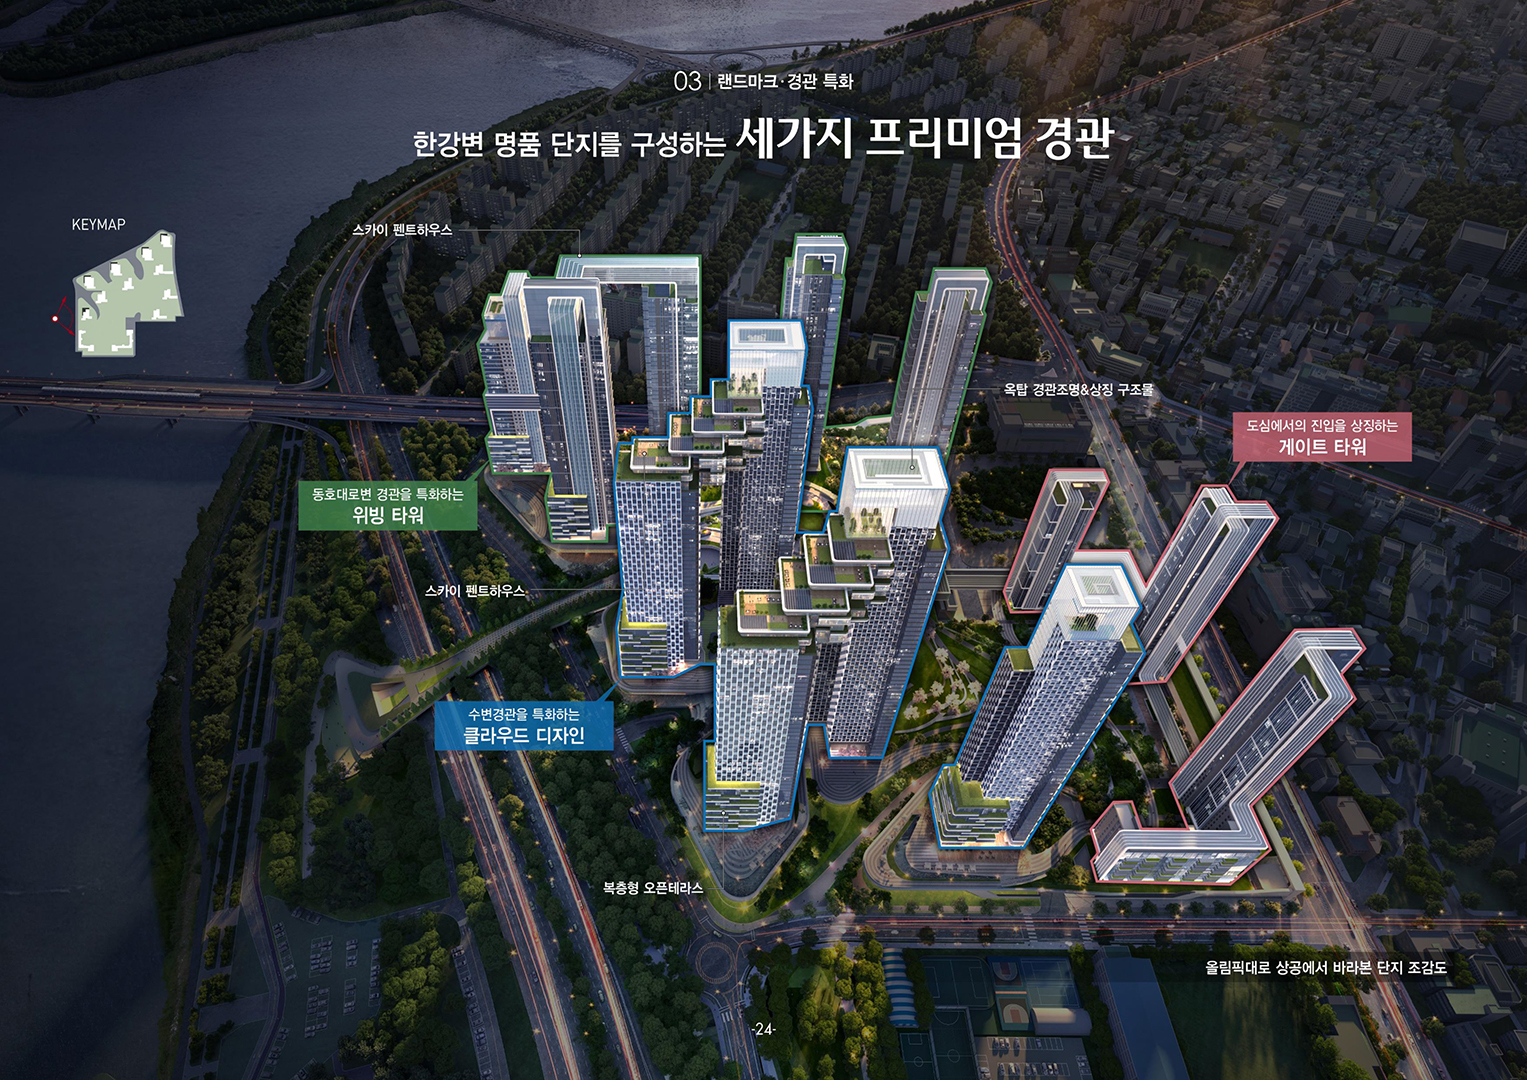 03 | 랜드마크·경관 특화
한강변 명품 단지를 구성하는 세가지 프리미엄 경관
KEYMAP
스카이 펜트하우스
옥탑 경관조명&상징 구조물
도심에서의 진입을 상징하는
게이트 타워
동호대로변 경관을 특화하는
위빙 타워
스카이 펜트하우스
수변경관을 특화하는
클라우드 디자인
복층형 오픈테라스
올림픽대로 상공에서 바라본 단지 조감도
-24-